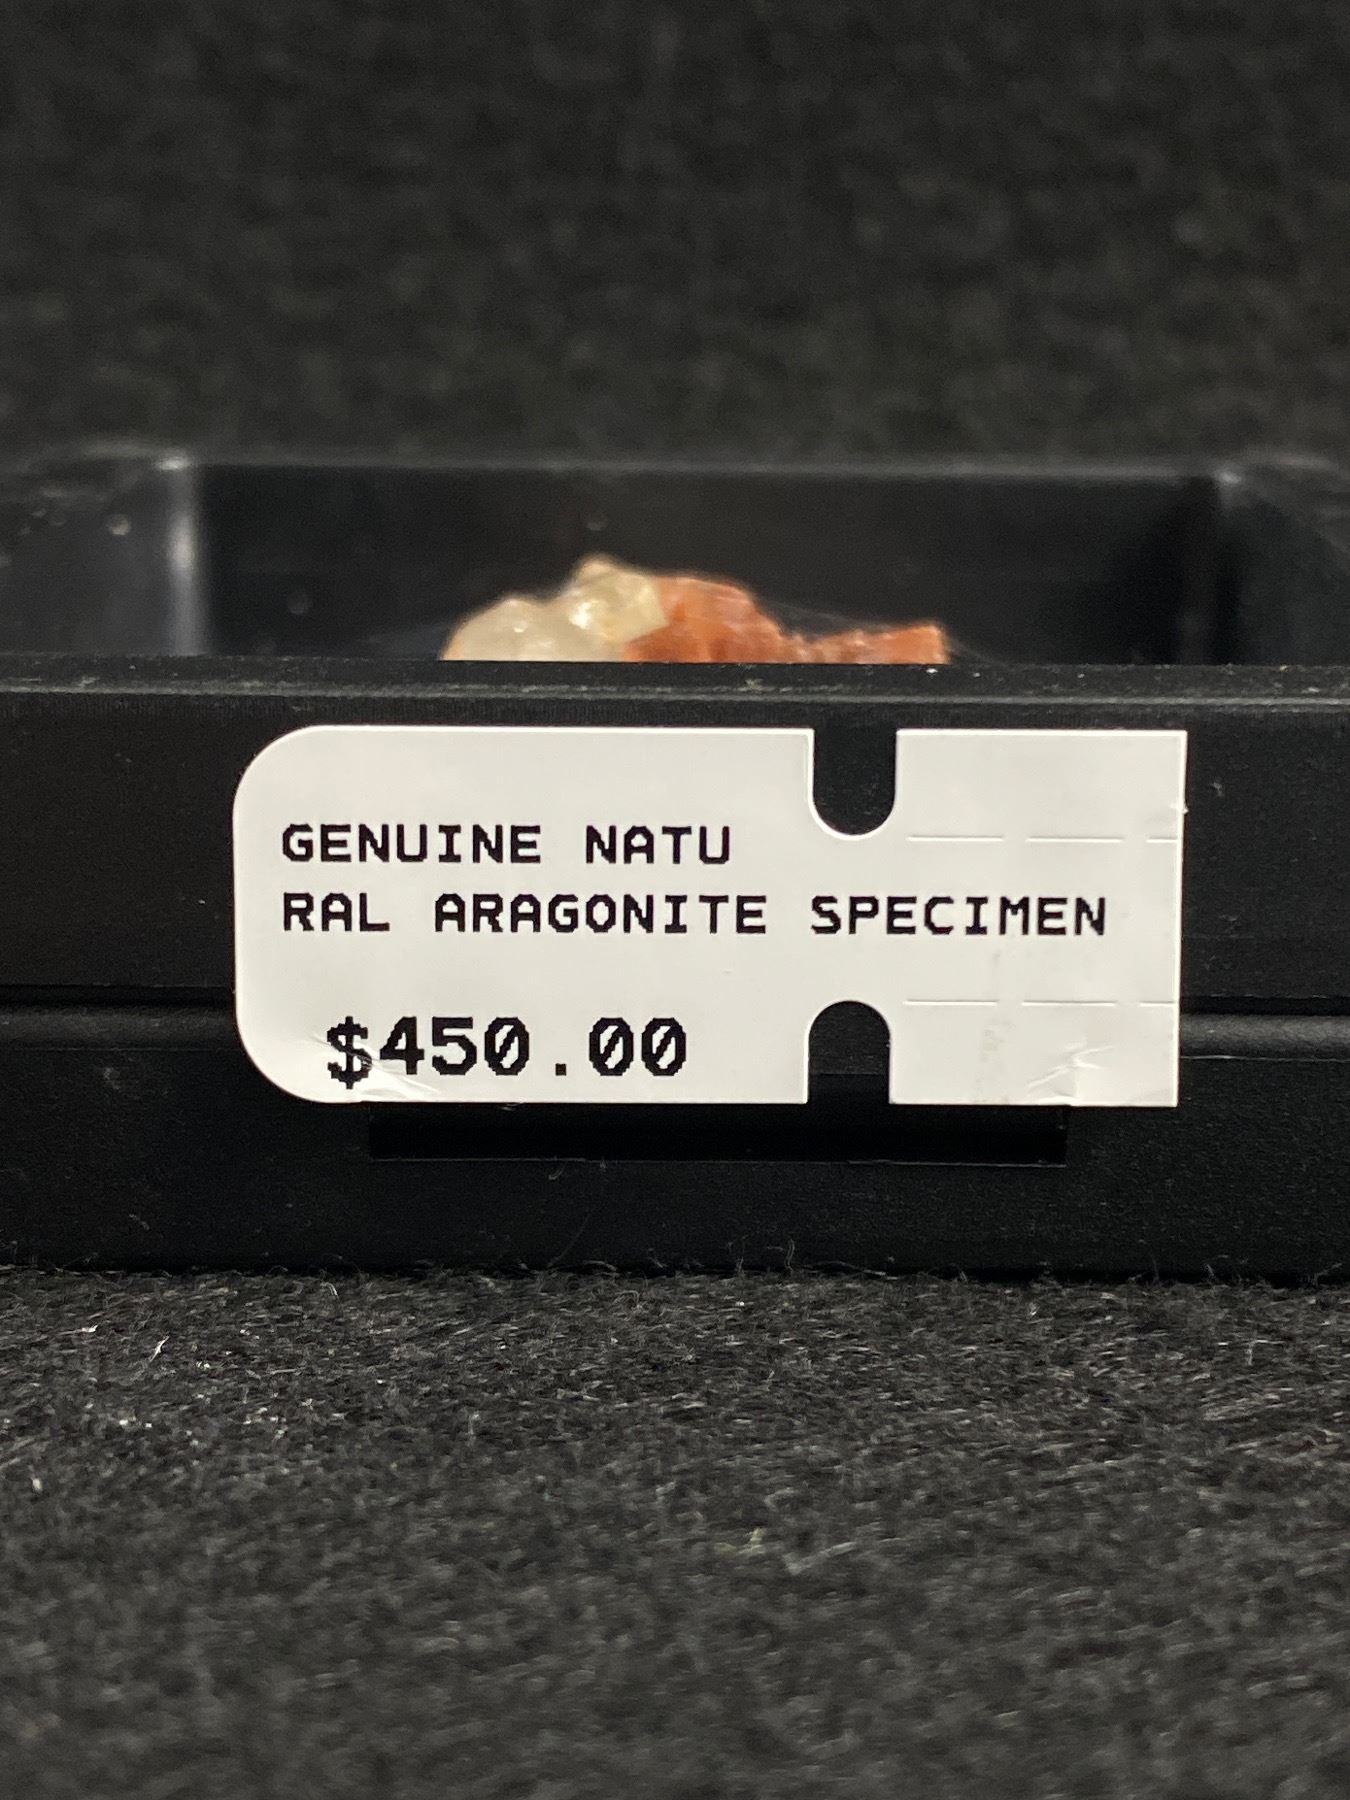 GENUINE NATU
RAL ARAGONITE SPECIMEN
$450.00